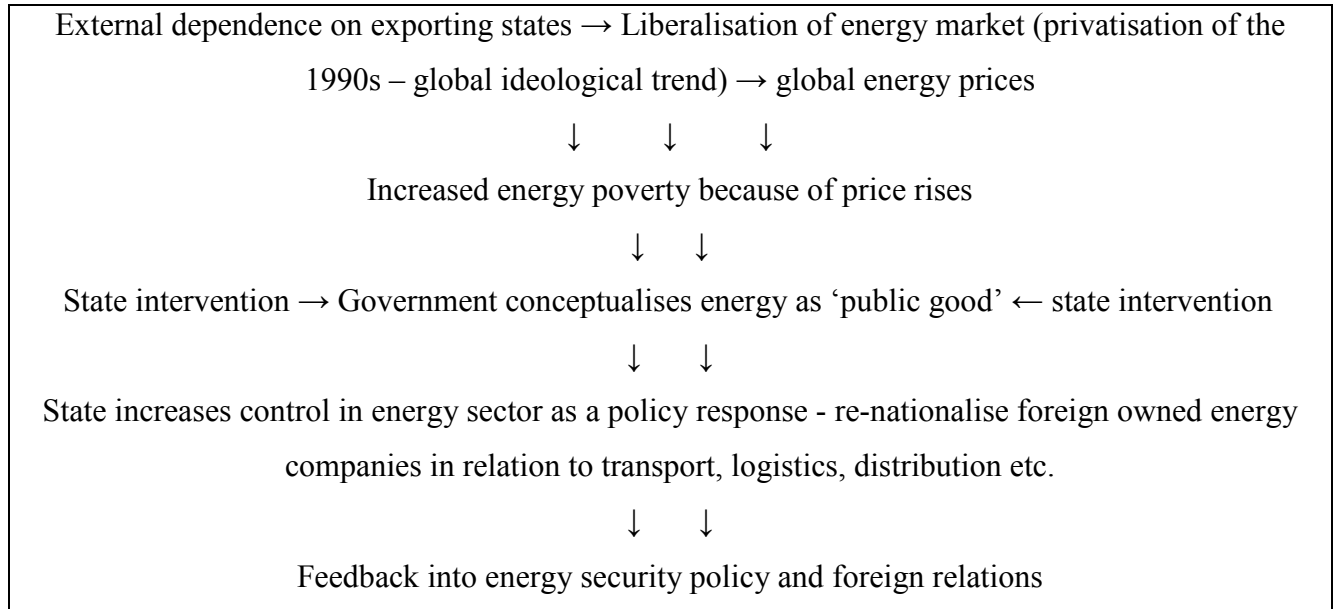 External dependence on exporting states → Liberalisation of energy market (privatisation of the
1990s – global ideological trend) → global energy prices
↓ ↓ ↓
Increased energy poverty because of price rises
↓ ↓
State intervention → Government conceptualises energy as ‘public good’ ← state intervention
↓ ↓
State increases control in energy sector as a policy response - re-nationalise foreign owned energy
companies in relation to transport, logistics, distribution etc.
↓ ↓
Feedback into energy security policy and foreign relations